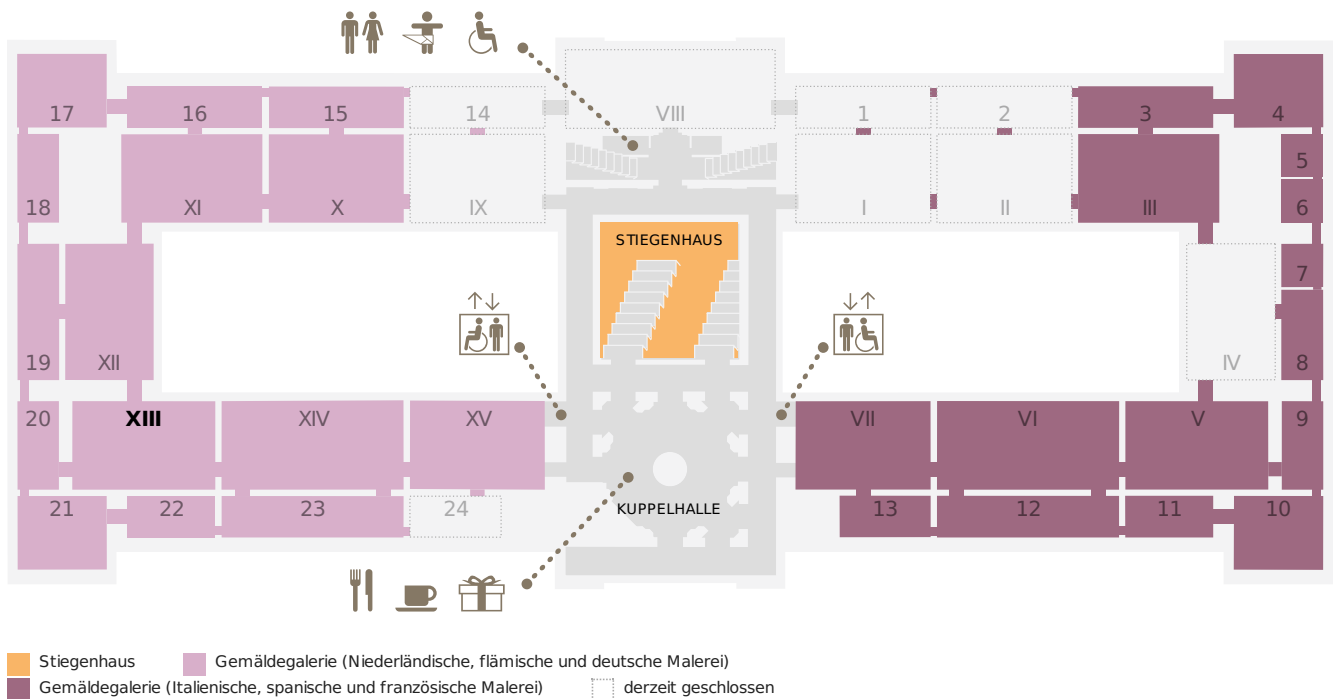 17 16 15 14 VIII 1 2 3 4
5
18 XI X IX I II III 6
STIEGENHAUS
7
19 XII IV 8
20 XIII XIV XV VII VI V 9
21 22 23 24 KUPPELHALLE 13 12 11 10
Stiegenhaus Gemäldegalerie (Niederländische, flämische und deutsche Malerei)
Gemäldegalerie (Italienische, spanische und französische Malerei) derzeit geschlossen